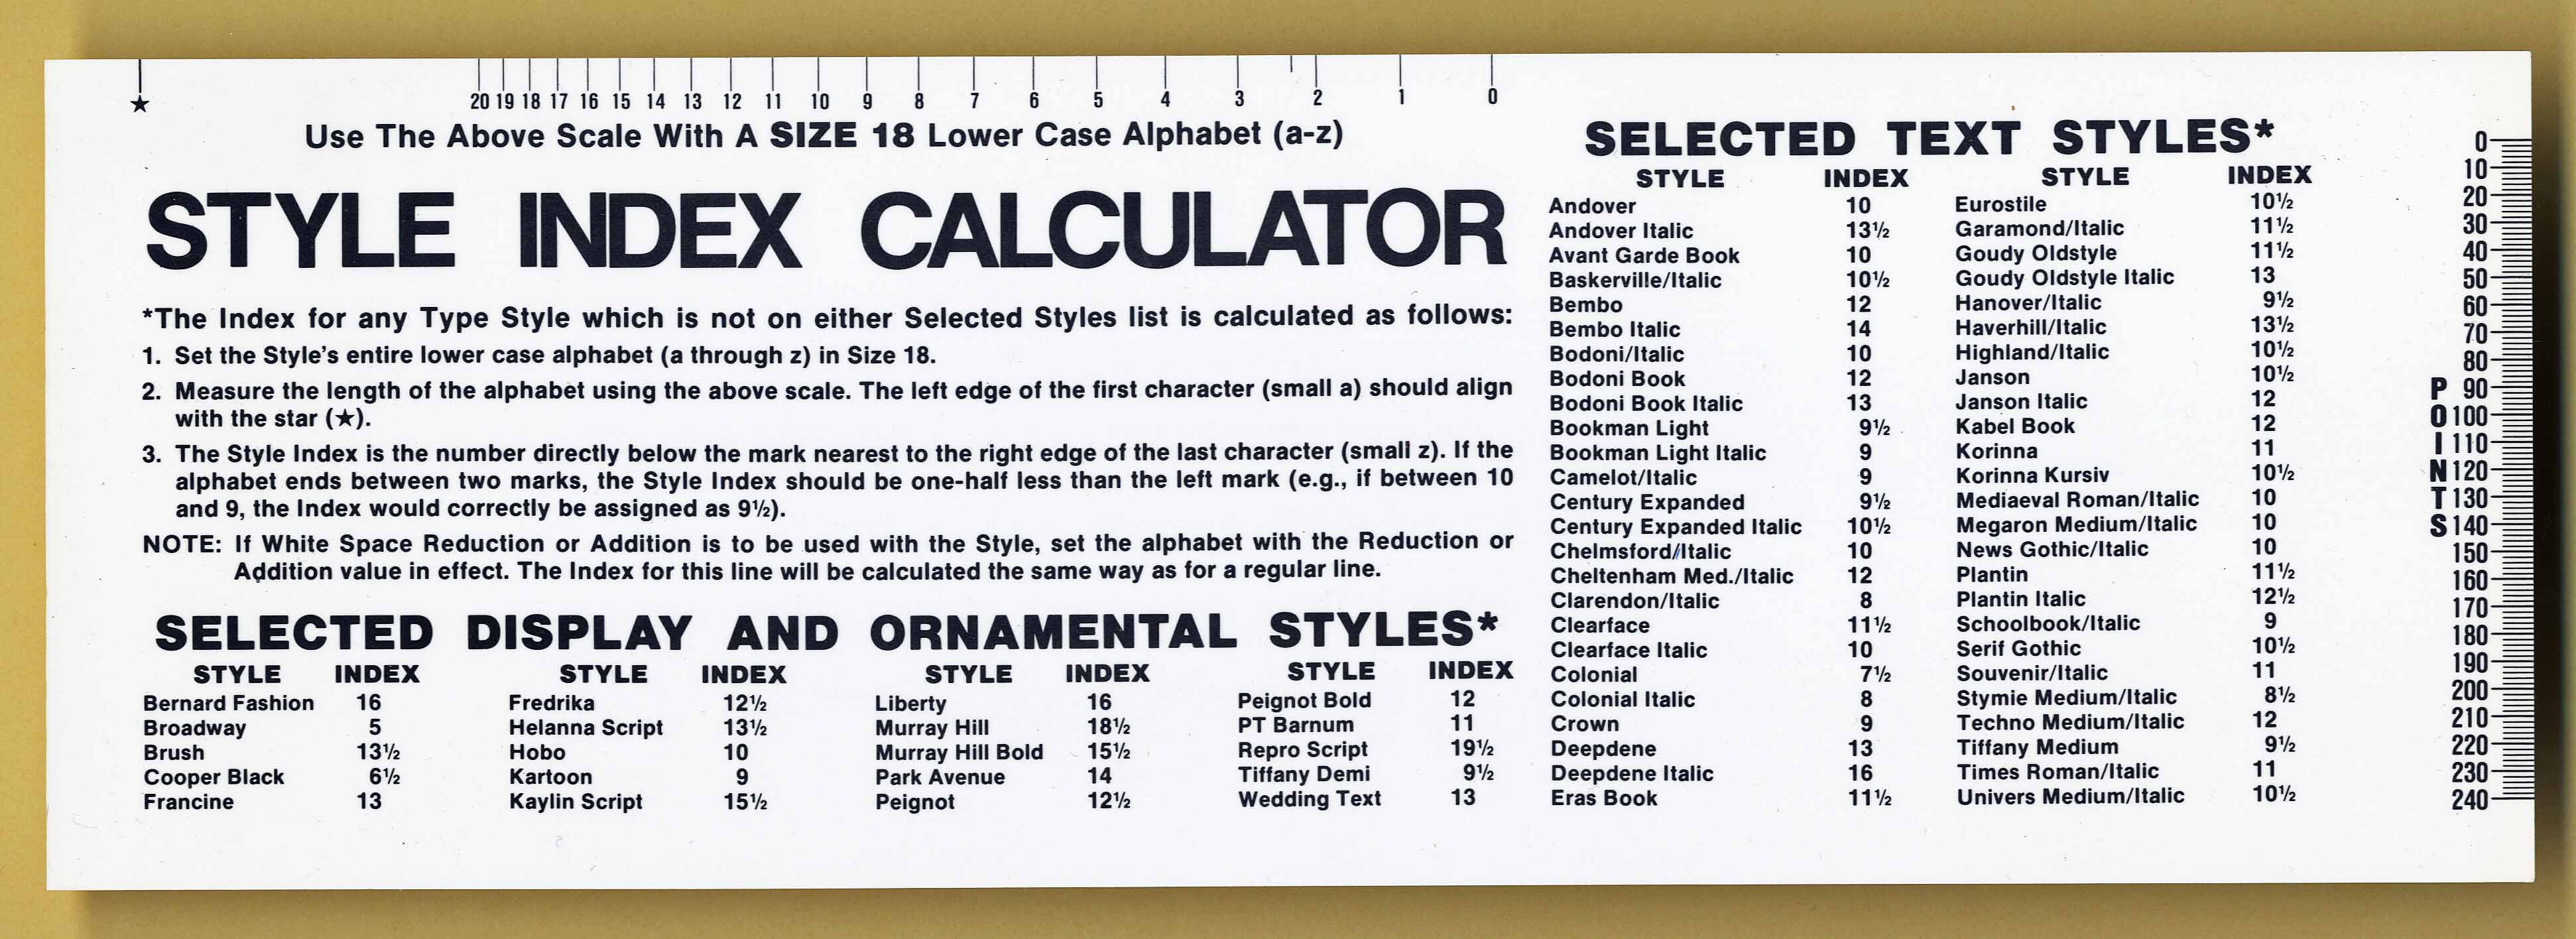 ★ 20 19 18 17 16 15 14 13 12 11 10 9 8 7 6 5 4 3 2 1 0
Use The Above Scale With A SIZE 18 Lower Case Alphabet (a-z)
STYLE INDEX CALCULATOR
*The Index for any Type Style which is not on either Selected Styles list is calculated as follows:
1. Set the Style's entire lower case alphabet (a through z) in Size 18.
2. Measure the length of the alphabet using the above scale. The left edge of the first character (small a) should align
with the star (★).
3. The Style Index is the number directly below the mark nearest to the right edge of the last character (small z). If the
alphabet ends between two marks, the Style Index should be one-half less than the left mark (e.g., if between 10
and 9, the Index would correctly be assigned as 9½).
NOTE: If White Space Reduction or Addition is to be used with the Style, set the alphabet with the Reduction or
Addition value in effect. The Index for this line will be calculated the same way as for a regular line.
SELECTED DISPLAY AND ORNAMENTAL STYLES*
STYLE INDEX STYLE INDEX STYLE INDEX STYLE INDEX
Bernard Fashion 16 Fredrika 12½ Liberty 16 Peignot Bold 12
Broadway 5 Helanna Script 13½ Murray Hill 18½ PT Barnum 11
Brush 13½ Hobo 10 Murray Hill Bold 15½ Repro Script 19½
Cooper Black 6½ Kartoon 9 Park Avenue 14 Tiffany Demi 9½
Francine 13 Kaylin Script 15½ Peignot 12½ Wedding Text 13
SELECTED TEXT STYLES*
STYLE INDEX STYLE INDEX
Andover 10 Eurostile 10½
Andover Italic 13½ Garamond/Italic 11½
Avant Garde Book 10 Goudy Oldstyle 11½
Baskerville/Italic 10½ Goudy Oldstyle Italic 13
Bembo 12 Hanover/Italic 9½
Bembo Italic 14 Haverhill/Italic 13½
Bodoni/Italic 10 Highland/Italic 10½
Bodoni Book 12 Janson 10½
Bodoni Book Italic 13 Janson Italic 12
Bookman Light 9½ Kabel Book 12
Bookman Light Italic 9 Korinna 11
Camelot/Italic 9 Korinna Kursiv 10½
Century Expanded 9½ Mediaeval Roman/Italic 10
Century Expanded Italic 10½ Megaron Medium/Italic 10
Chelmsford/Italic 10 News Gothic/Italic 10
Cheltenham Med./Italic 12 Plantin 11½
Clarendon/Italic 8 Plantin Italic 12½
Clearface 11½ Schoolbook/Italic 9
Clearface Italic 10 Serif Gothic 10½
Colonial 7½ Souvenir/Italic 11
Colonial Italic 8 Stymie Medium/Italic 8½
Crown 9 Techno Medium/Italic 12
Deepdene 13 Tiffany Medium 9½
Deepdene Italic 16 Times Roman/Italic 11
Eras Book 11½ Univers Medium/Italic 10½
POINTS
0
10
20
30
40
50
60
70
80
90
100
110
120
130
140
150
160
170
180
190
200
210
220
230
240